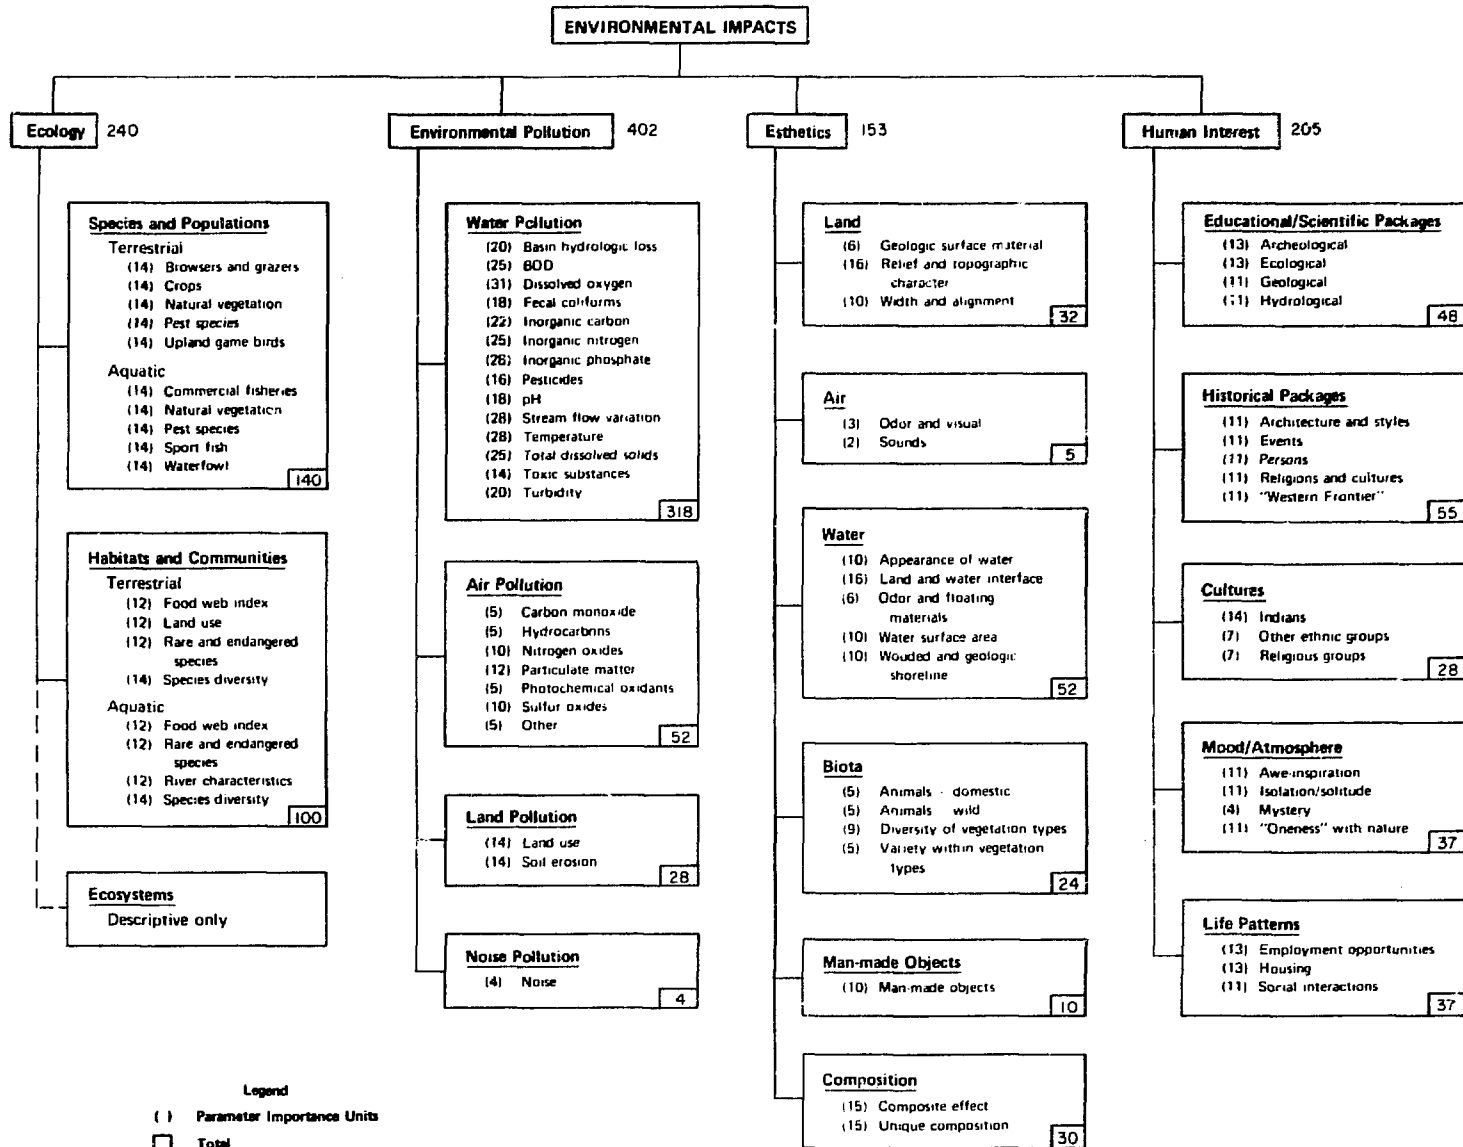 ENVIRONMENTAL IMPACTS
Ecology 240
Species and Populations
Terrestrial
(14) Browsers and grazers
(14) Crops
(14) Natural vegetation
(14) Pest species
(14) Upland game birds
Aquatic
(14) Commercial fisheries
(14) Natural vegetation
(14) Pest species
(14) Sport fish
(14) Waterfowl
140
Habitats and Communities
Terrestrial
(12) Food web index
(12) Land use
(12) Rare and endangered
species
(14) Species diversity
Aquatic
(12) Food web index
(12) Rare and endangered
species
(12) River characteristics
(14) Species diversity
100
Ecosystems
Descriptive only
Environmental Pollution 402
Water Pollution
(20) Basin hydrologic loss
(25) BOD
(31) Dissolved oxygen
(18) Fecal coliforms
(22) Inorganic carbon
(25) Inorganic nitrogen
(28) Inorganic phosphate
(16) Pesticides
(18) pH
(28) Stream flow variation
(28) Temperature
(25) Total dissolved solids
(14) Toxic substances
(20) Turbidity
318
Air Pollution
(5) Carbon monoxide
(5) Hydrocarbons
(10) Nitrogen oxides
(12) Particulate matter
(5) Photochemical oxidants
(10) Sulfur oxides
(5) Other
52
Land Pollution
(14) Land use
(14) Soil erosion
28
Noise Pollution
(4) Noise
4
Esthetics 153
Land
(6) Geologic surface material
(16) Relief and topographic
character
(10) Width and alignment
32
Air
(3) Odor and visual
(2) Sounds
5
Water
(10) Appearance of water
(16) Land and water interface
(6) Odor and floating
materials
(10) Water surface area
(10) Wooded and geologic
shoreline
52
Biota
(5) Animals - domestic
(5) Animals wild
(9) Diversity of vegetation types
(5) Variety within vegetation
types
24
Man-made Objects
(10) Man-made objects
10
Composition
(15) Composite effect
(15) Unique composition
30
Human Interest 205
Educational/Scientific Packages
(13) Archeological
(13) Ecological
(11) Geological
(11) Hydrological
48
Historical Packages
(11) Architecture and styles
(11) Events
(11) Persons
(11) Religions and cultures
(11) "Western Frontier"
55
Cultures
(14) Indians
(7) Other ethnic groups
(7) Religious groups
28
Mood/Atmosphere
(11) Awe-inspiration
(11) Isolation/solitude
(4) Mystery
(11) "Oneness" with nature
37
Life Patterns
(13) Employment opportunities
(13) Housing
(11) Social interactions
37
Legend
( ) Parameter Importance Units
Total